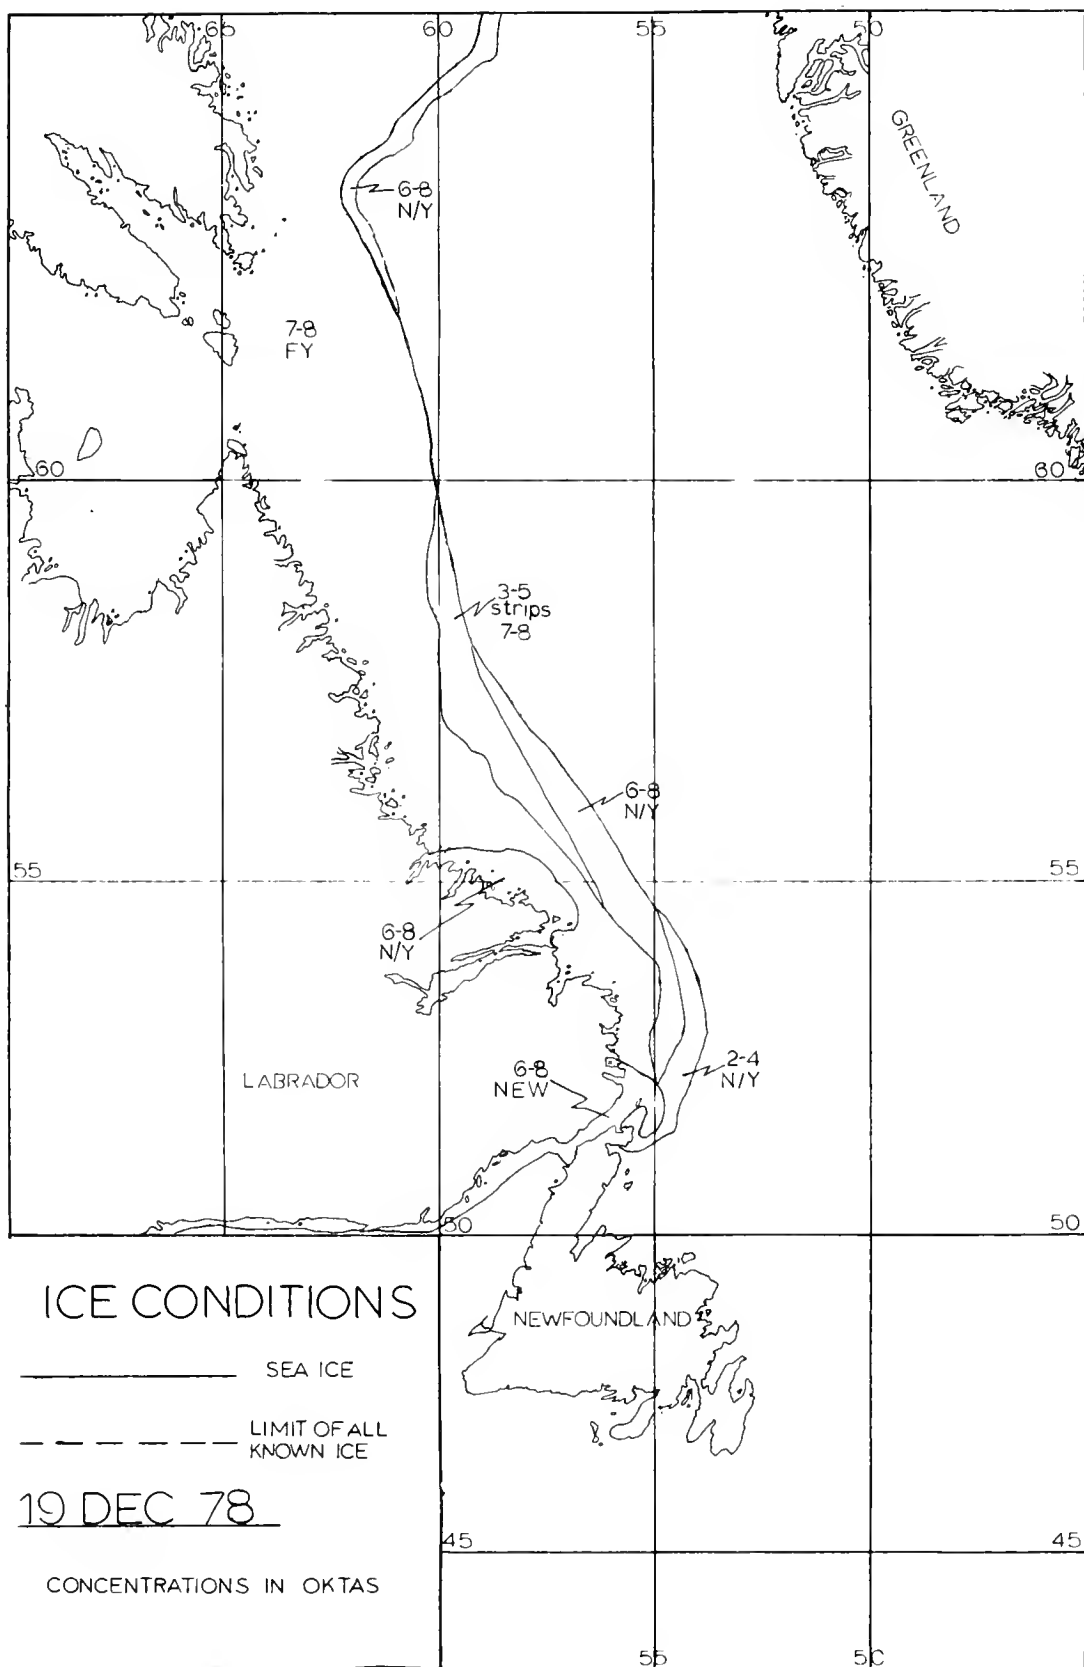 65
60
55
50
GREENLAND
6-8
N/Y
7-8
FY
60
60
3-5
strips
7-8
6-8
N/Y
55
55
6-8
N/Y
LABRADOR
6-8
NEW
2-4
N/Y
50
50
NEWFOUNDLAND
ICE CONDITIONS
SEA ICE
LIMIT OF ALL
KNOWN ICE
19 DEC 78
CONCENTRATIONS IN OKTAS
45
45
55
50